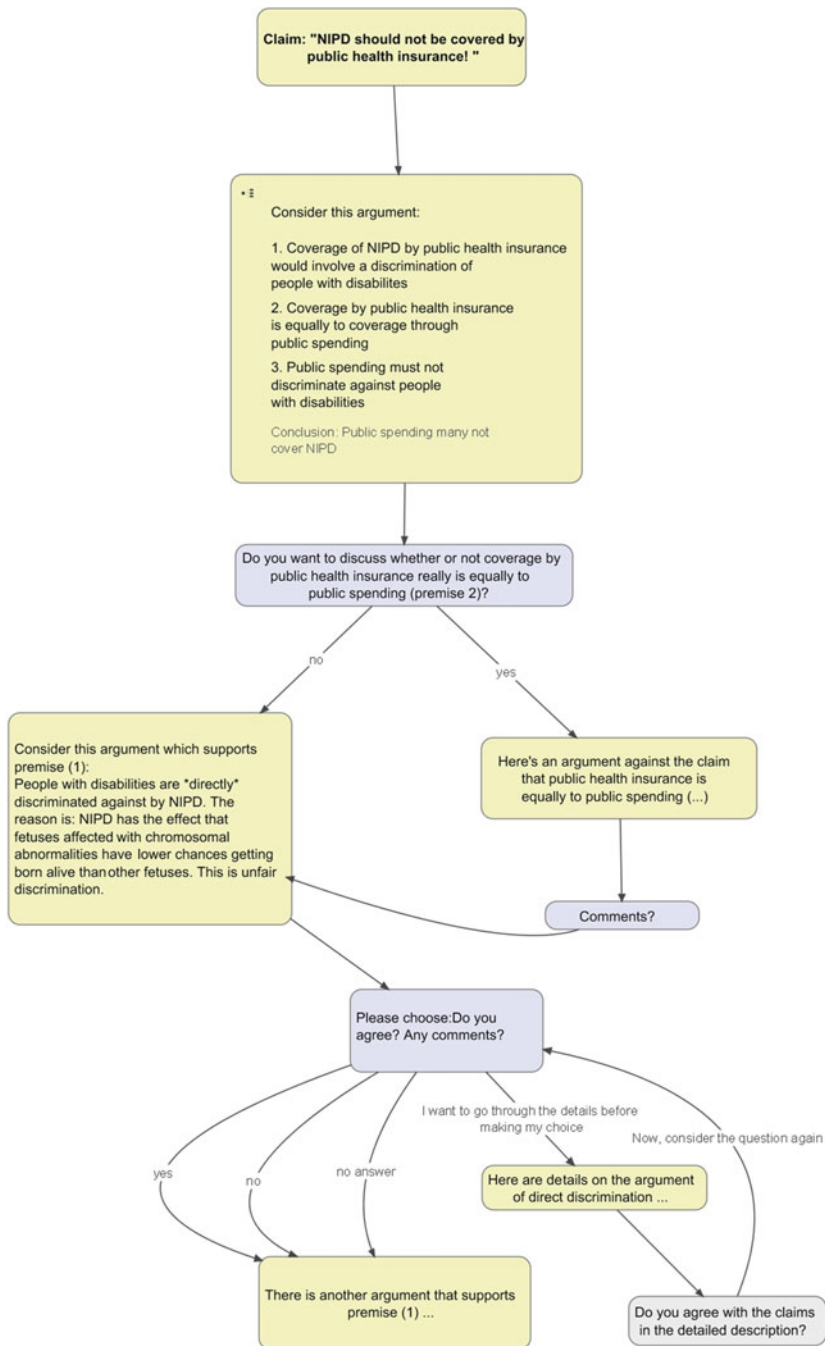 Claim: "NIPD should not be covered by
public health insurance! "
Consider this argument:
1. Coverage of NIPD by public health insurance
would involve a discrimination of
people with disabilites
2. Coverage by public health insurance
is equally to coverage through
public spending
3. Public spending must not
discriminate against people
with disabilities
Conclusion: Public spending many not
cover NIPD
Do you want to discuss whether or not coverage by
public health insurance really is equally to
public spending (premise 2)?
no
yes
Consider this argument which supports
premise (1):
People with disabilities are *directly*
discriminated against by NIPD. The
reason is: NIPD has the effect that
fetuses affected with chromosomal
abnormalities have lower chances getting
born alive than other fetuses. This is unfair
discrimination.
Here's an argument against the claim
that public health insurance is
equally to public spending (...)
Comments?
Please choose:Do you
agree? Any comments?
I want to go through the details before
making my choice
Now, consider the question again
yes
no
no answer
Here are details on the argument
of direct discrimination ...
There is another argument that supports
premise (1) ...
Do you agree with the claims
in the detailed description?